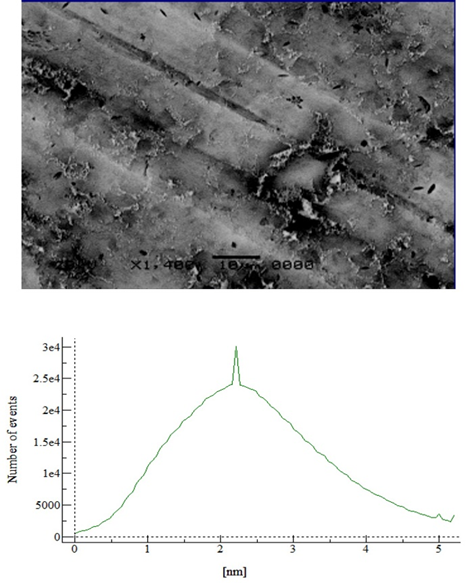 X1,400 10μm 0000
3e4
2.5e4
2e4
1.5e4
1e4
5000
0
Number of events
0 1 2 3 4 5
[nm]